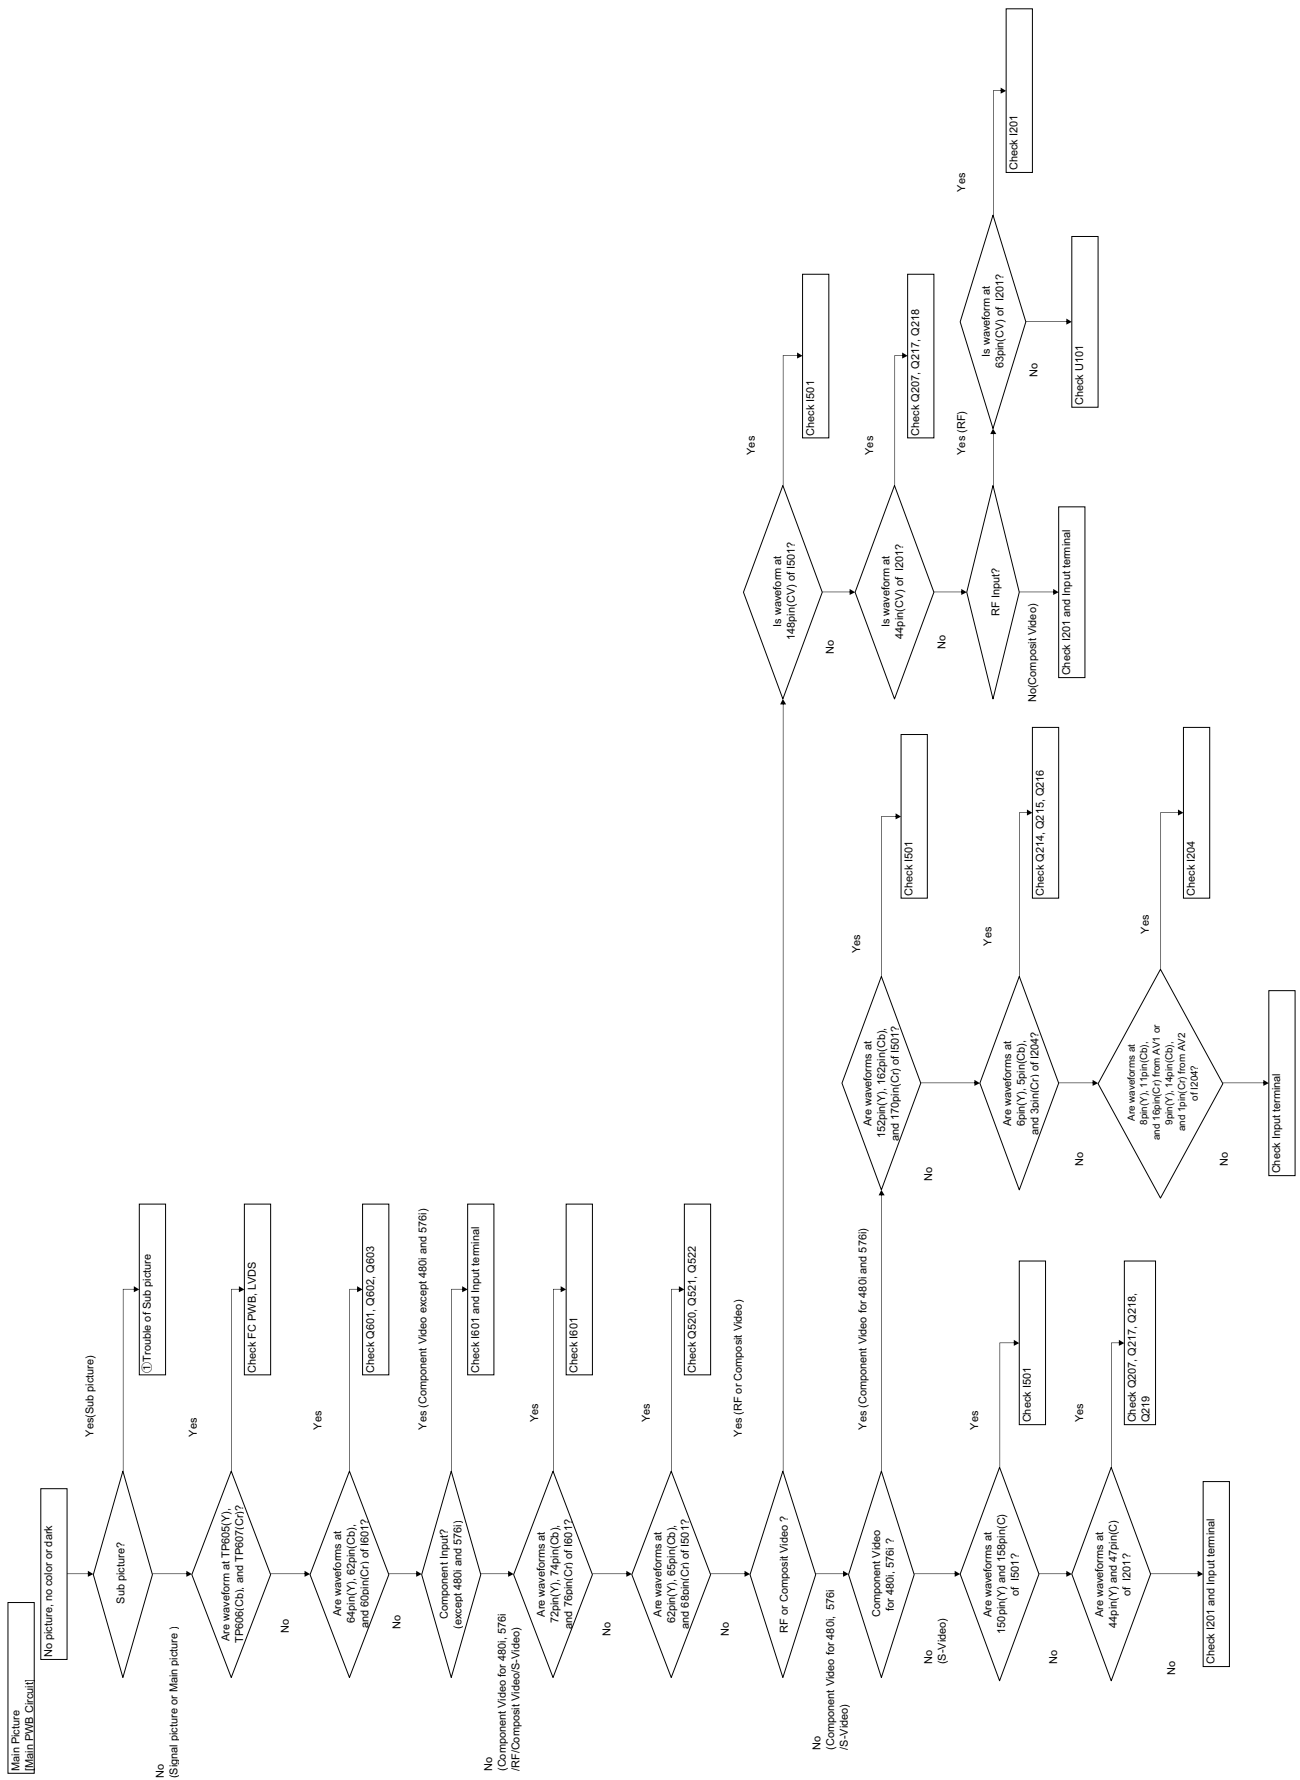 Main Picture
[Main PWB Circuit]
No picture, no color or dark
Sub picture?
Yes(Sub picture)
①Trouble of Sub picture
No
(Signal picture or Main picture )
Are waveform at TP605(Y),
TP606(Cb). and TP607(Cr)?
Yes
Check FC PWB, LVDS
No
Are waveforms at
64pin(Y), 62pin(Cb),
and 60pin(Cr) of I601?
Yes
Check Q601, Q602, Q603
No
Component Input?
(except 480i and 576i)
Yes (Component Video except 480i and 576i)
Check I601 and Input terminal
No
(Component Video for 480i, 576i
/RF/Composit Video/S-Video)
Are waveforms at
72pin(Y), 74pin(Cb),
and 76pin(Cr) of I601?
Yes
Check I601
No
Are waveforms at
62pin(Y), 65pin(Cb),
and 68pin(Cr) of I501?
Yes
Check Q520, Q521, Q522
No
RF or Composit Video ?
Yes (RF or Composit Video)
No
(Component Video for 480i, 576i
/S-Video)
Is waveform at
148pin(CV) of I501?
Yes
Check I501
No
Is waveform at
44pin(CV) of I201?
Yes
Check Q207, Q217, Q218
No
RF Input?
Yes (RF)
No(Composit Video)
Check I201 and Input terminal
Is waveform at
63pin(CV) of I201?
Yes
Check I201
No
Check U101
Component Video
for 480i, 576i ?
Yes (Component Video for 480i and 576i)
No
(S-Video)
Are waveforms at
152pin(Y), 162pin(Cb),
and 170pin(Cr) of I501?
Yes
Check I501
No
Are waveforms at
6pin(Y), 5pin(Cb),
and 3pin(Cr) of I204?
Yes
Check Q214, Q215, Q216
No
Are waveforms at
8pin(Y), 11pin(Cb),
and 16pin(Cr) from AV1 or
9pin(Y), 14pin(Cb),
and 1pin(Cr) from AV2
of I204?
Yes
Check I204
No
Check Input terminal
Are waveforms at
150pin(Y) and 158pin(C)
of I501?
Yes
Check I501
No
Are waveforms at
44pin(Y) and 47pin(C)
of I201?
Yes
Check Q207, Q217, Q218,
Q219
No
Check I201 and Input terminal